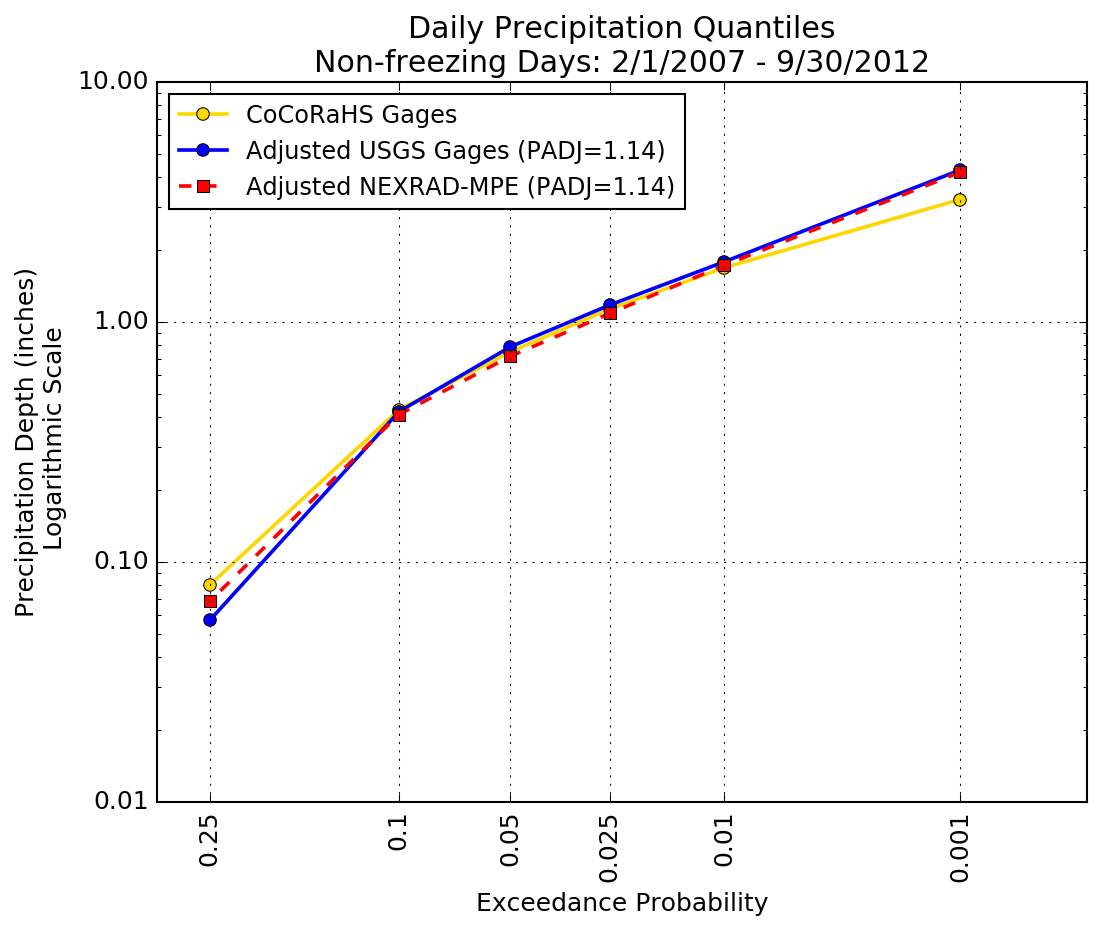 Daily Precipitation Quantiles
Non-freezing Days: 2/1/2007 - 9/30/2012
CoCoRaHS Gages
Adjusted USGS Gages (PADJ=1.14)
Adjusted NEXRAD-MPE (PADJ=1.14)
10.00
1.00
0.10
0.01
Precipitation Depth (inches)
Logarithmic Scale
0.25
0.1
0.05
0.025
0.01
0.001
Exceedance Probability